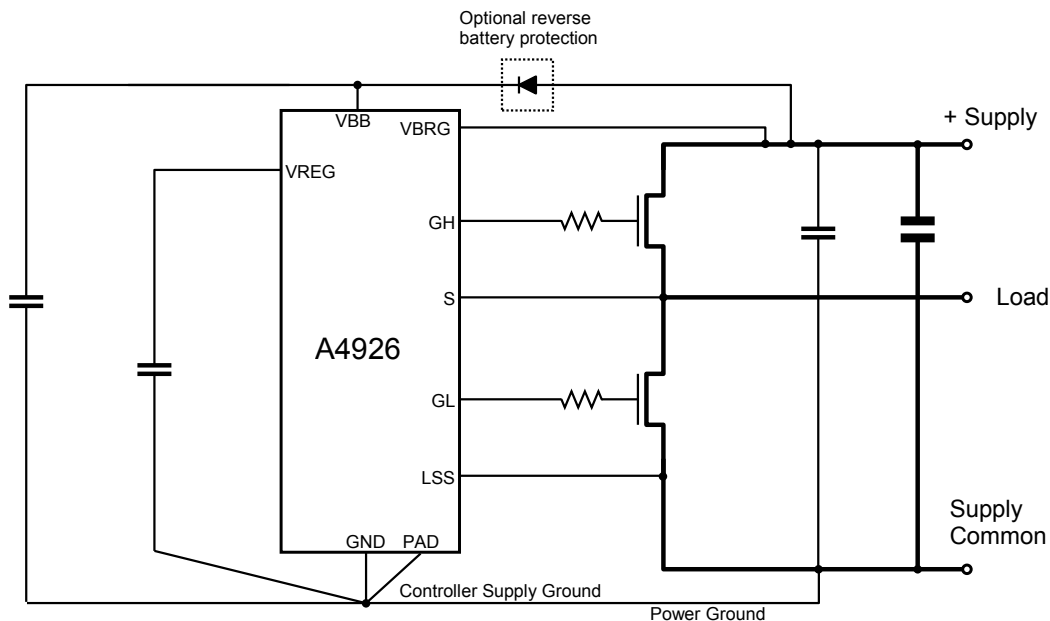 Optional reverse
battery protection
VBB
VBRG
+ Supply
VREG
GH
S
Load
A4926
GL
LSS
Supply
Common
GND
PAD
Controller Supply Ground
Power Ground